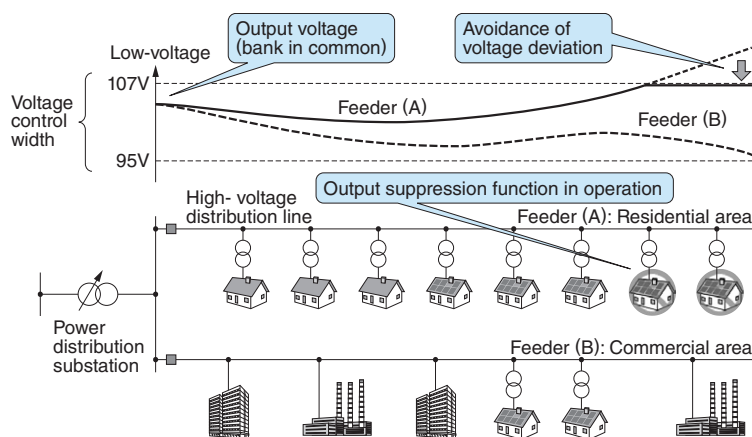 Output voltage
(bank in common)
Avoidance of
voltage deviation
Low-voltage
107V
Voltage
control
width
Feeder (A)
Feeder (B)
95V
Output suppression function in operation
High- voltage
distribution line
Feeder (A): Residential area
Power
distribution
substation
Feeder (B): Commercial area